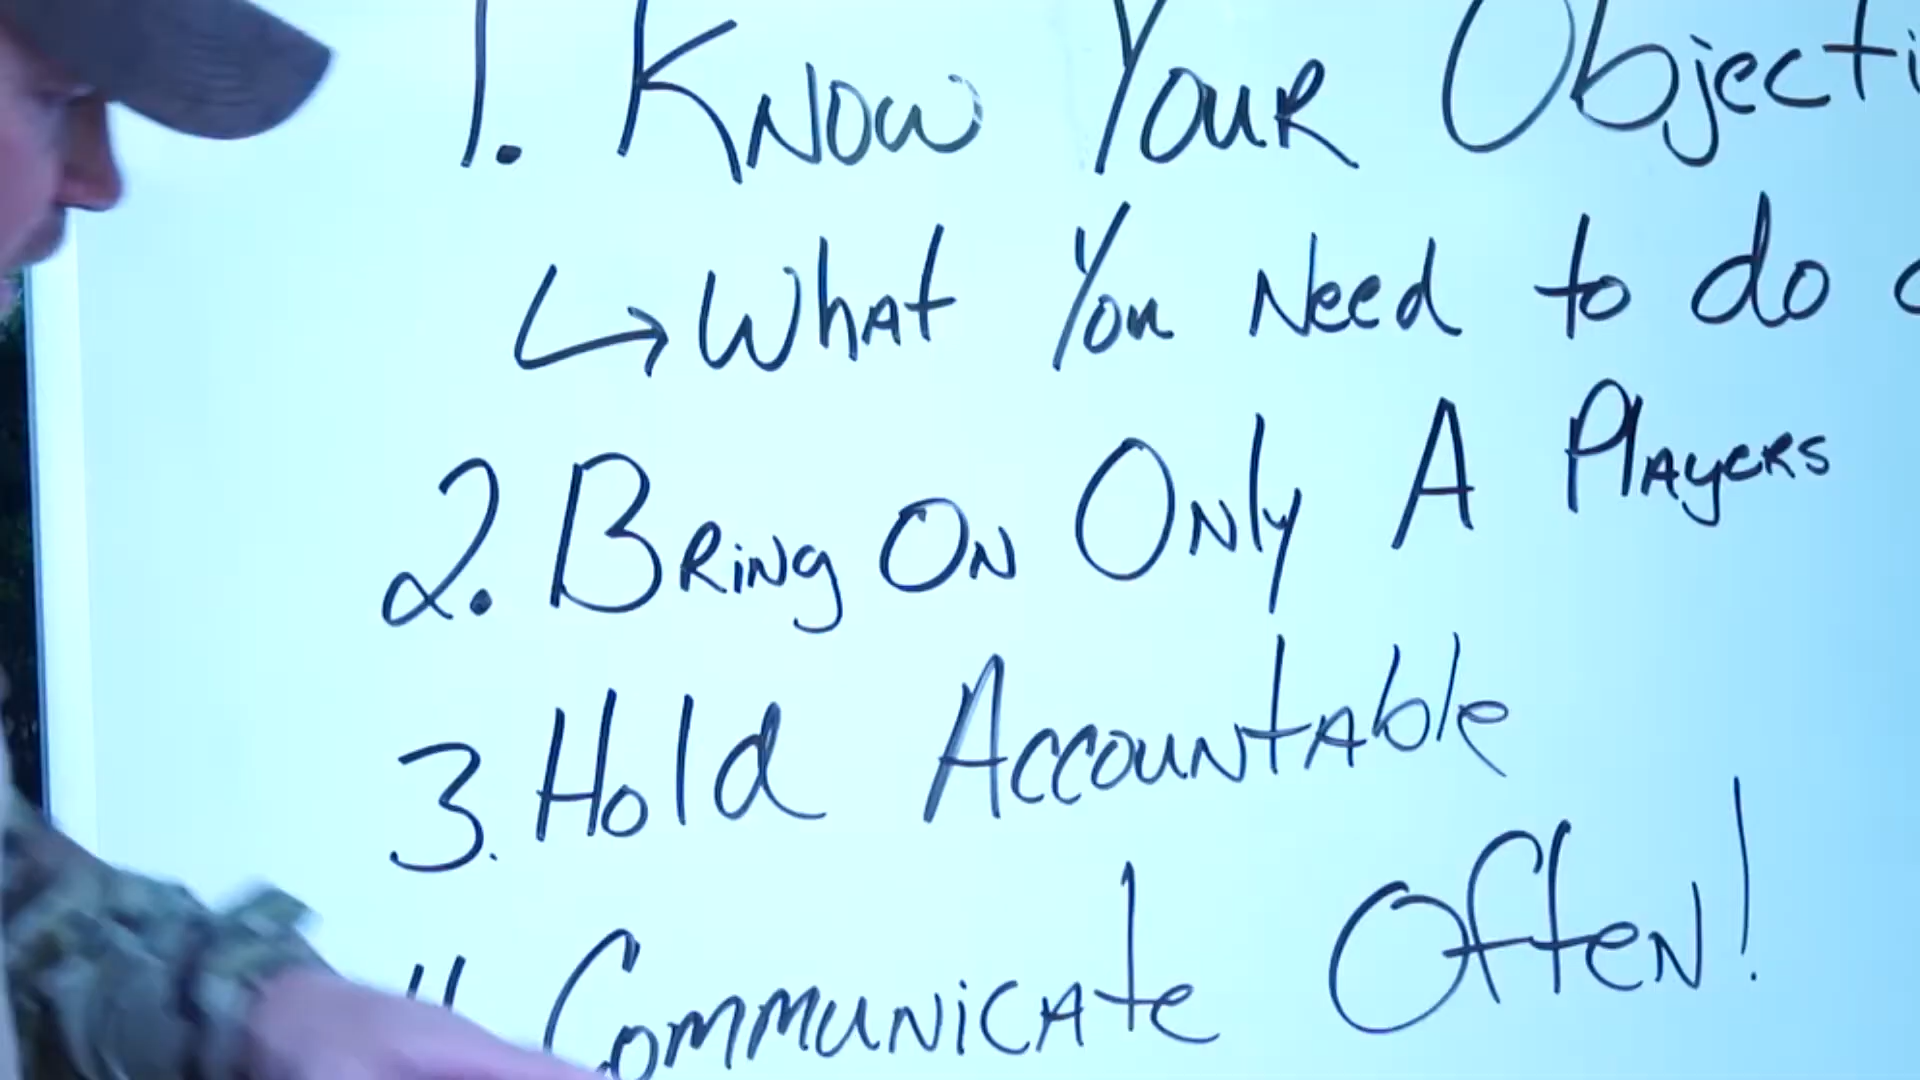 1. Know Your Objecti
↳ What You Need to do
2. Bring On Only A Players
3. Hold Accountable
4. Communicate Often!